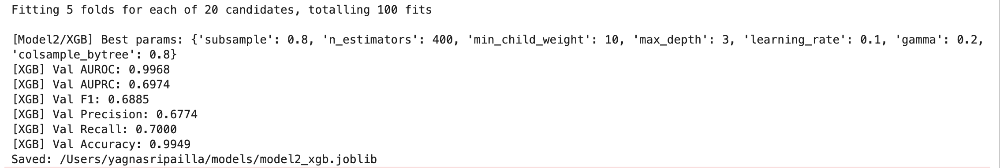 Fitting 5 folds for each of 20 candidates, totalling 100 fits
[Model2/XGB] Best params: {'subsample': 0.8, 'n_estimators': 400, 'min_child_weight': 10, 'max_depth': 3, 'learning_rate': 0.1, 'gamma': 0.2,
'colsample_bytree': 0.8}
[XGB] Val AUROC: 0.9968
[XGB] Val AUPRC: 0.6974
[XGB] Val F1: 0.6885
[XGB] Val Precision: 0.6774
[XGB] Val Recall: 0.7000
[XGB] Val Accuracy: 0.9949
Saved: /Users/yagnasripailla/models/model2_xgb.joblib